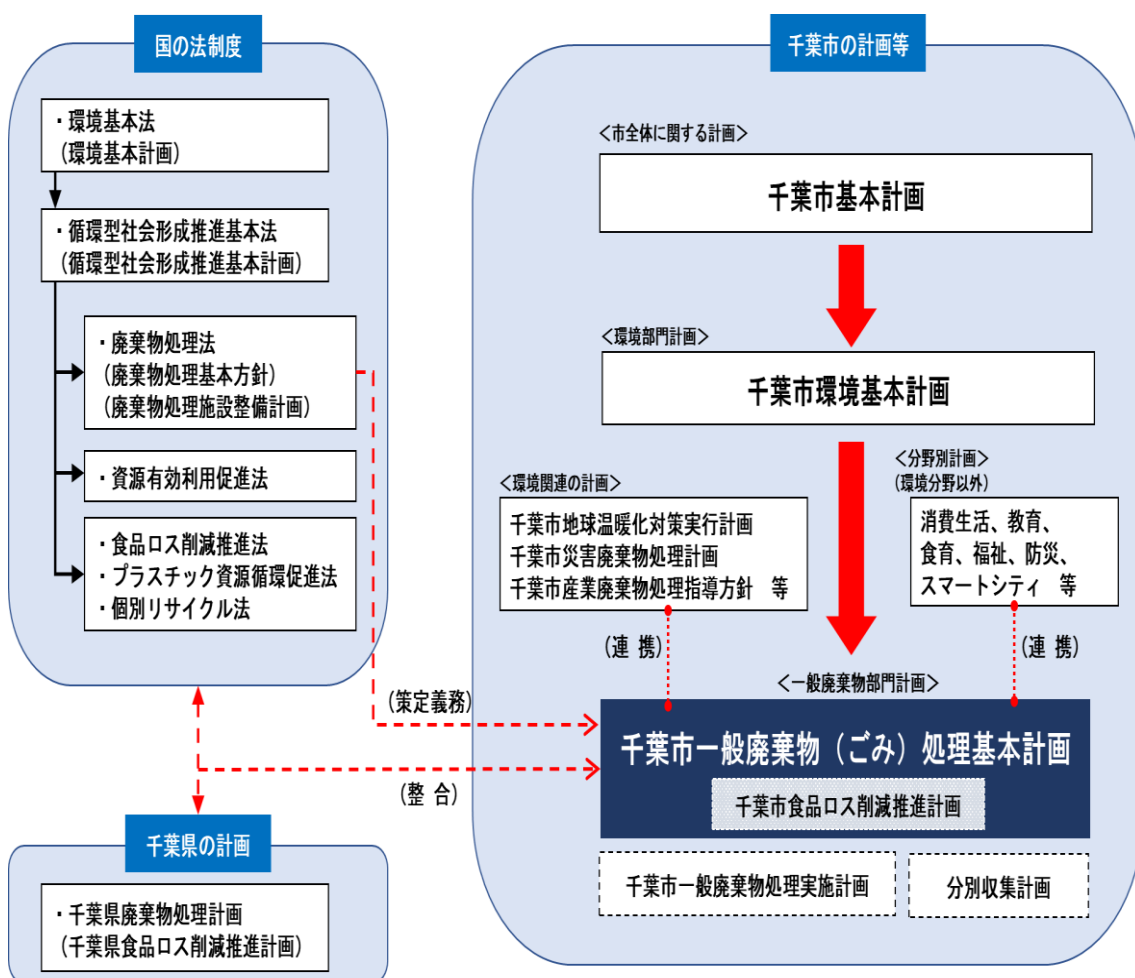 国の法制度
・環境基本法
(環境基本計画)
・循環型社会形成推進基本法
(循環型社会形成推進基本計画)
・廃棄物処理法
(廃棄物処理基本方針)
(廃棄物処理施設整備計画)
・資源有効利用促進法
・食品ロス削減推進法
・プラスチック資源循環促進法
・個別リサイクル法
(策定義務)
(整 合)
千葉県の計画
・千葉県廃棄物処理計画
(千葉県食品ロス削減推進計画)
千葉市の計画等
<市全体に関する計画>
千葉市基本計画
<環境部門計画>
千葉市環境基本計画
<環境関連の計画>
千葉市地球温暖化対策実行計画
千葉市災害廃棄物処理計画
千葉市産業廃棄物処理指導方針 等
(連 携)
<分野別計画>
(環境分野以外)
消費生活、教育、
食育、福祉、防災、
スマートシティ 等
(連 携)
<一般廃棄物部門計画>
千葉市一般廃棄物(ごみ)処理基本計画
千葉市食品ロス削減推進計画
千葉市一般廃棄物処理実施計画
分別収集計画